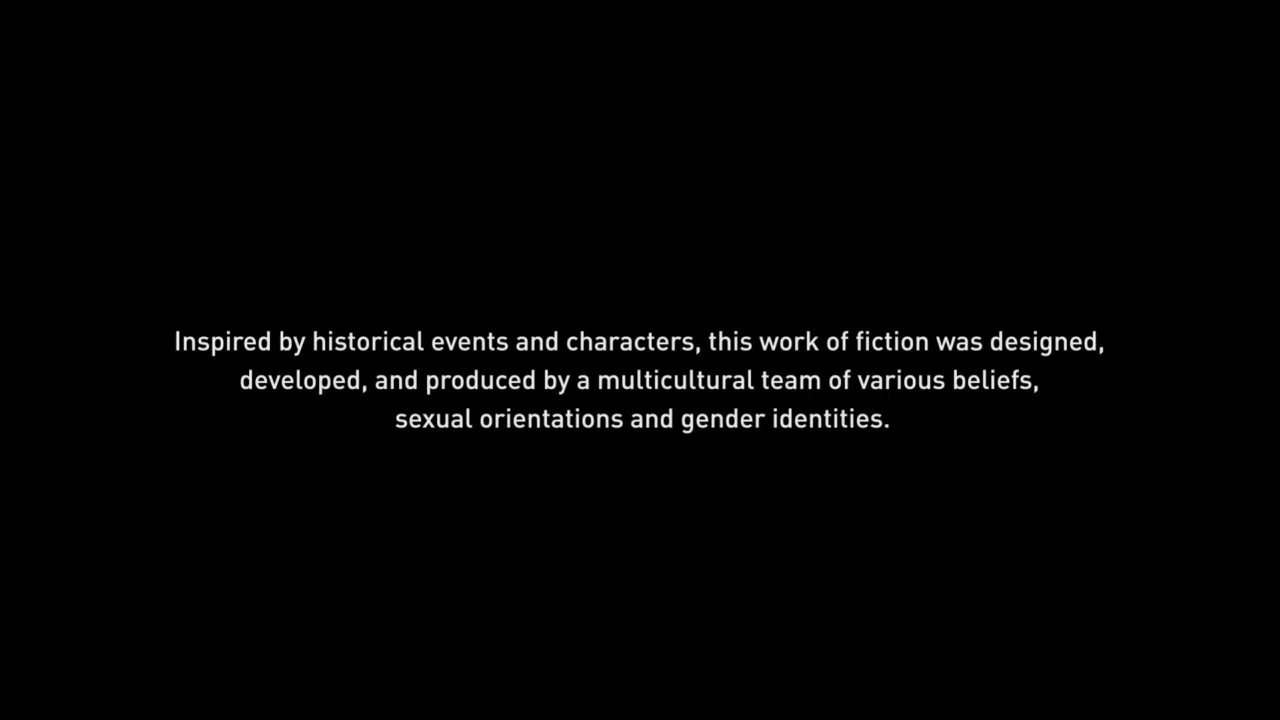 Inspired by historical events and characters, this work of fiction was designed,
developed, and produced by a multicultural team of various beliefs,
sexual orientations and gender identities.